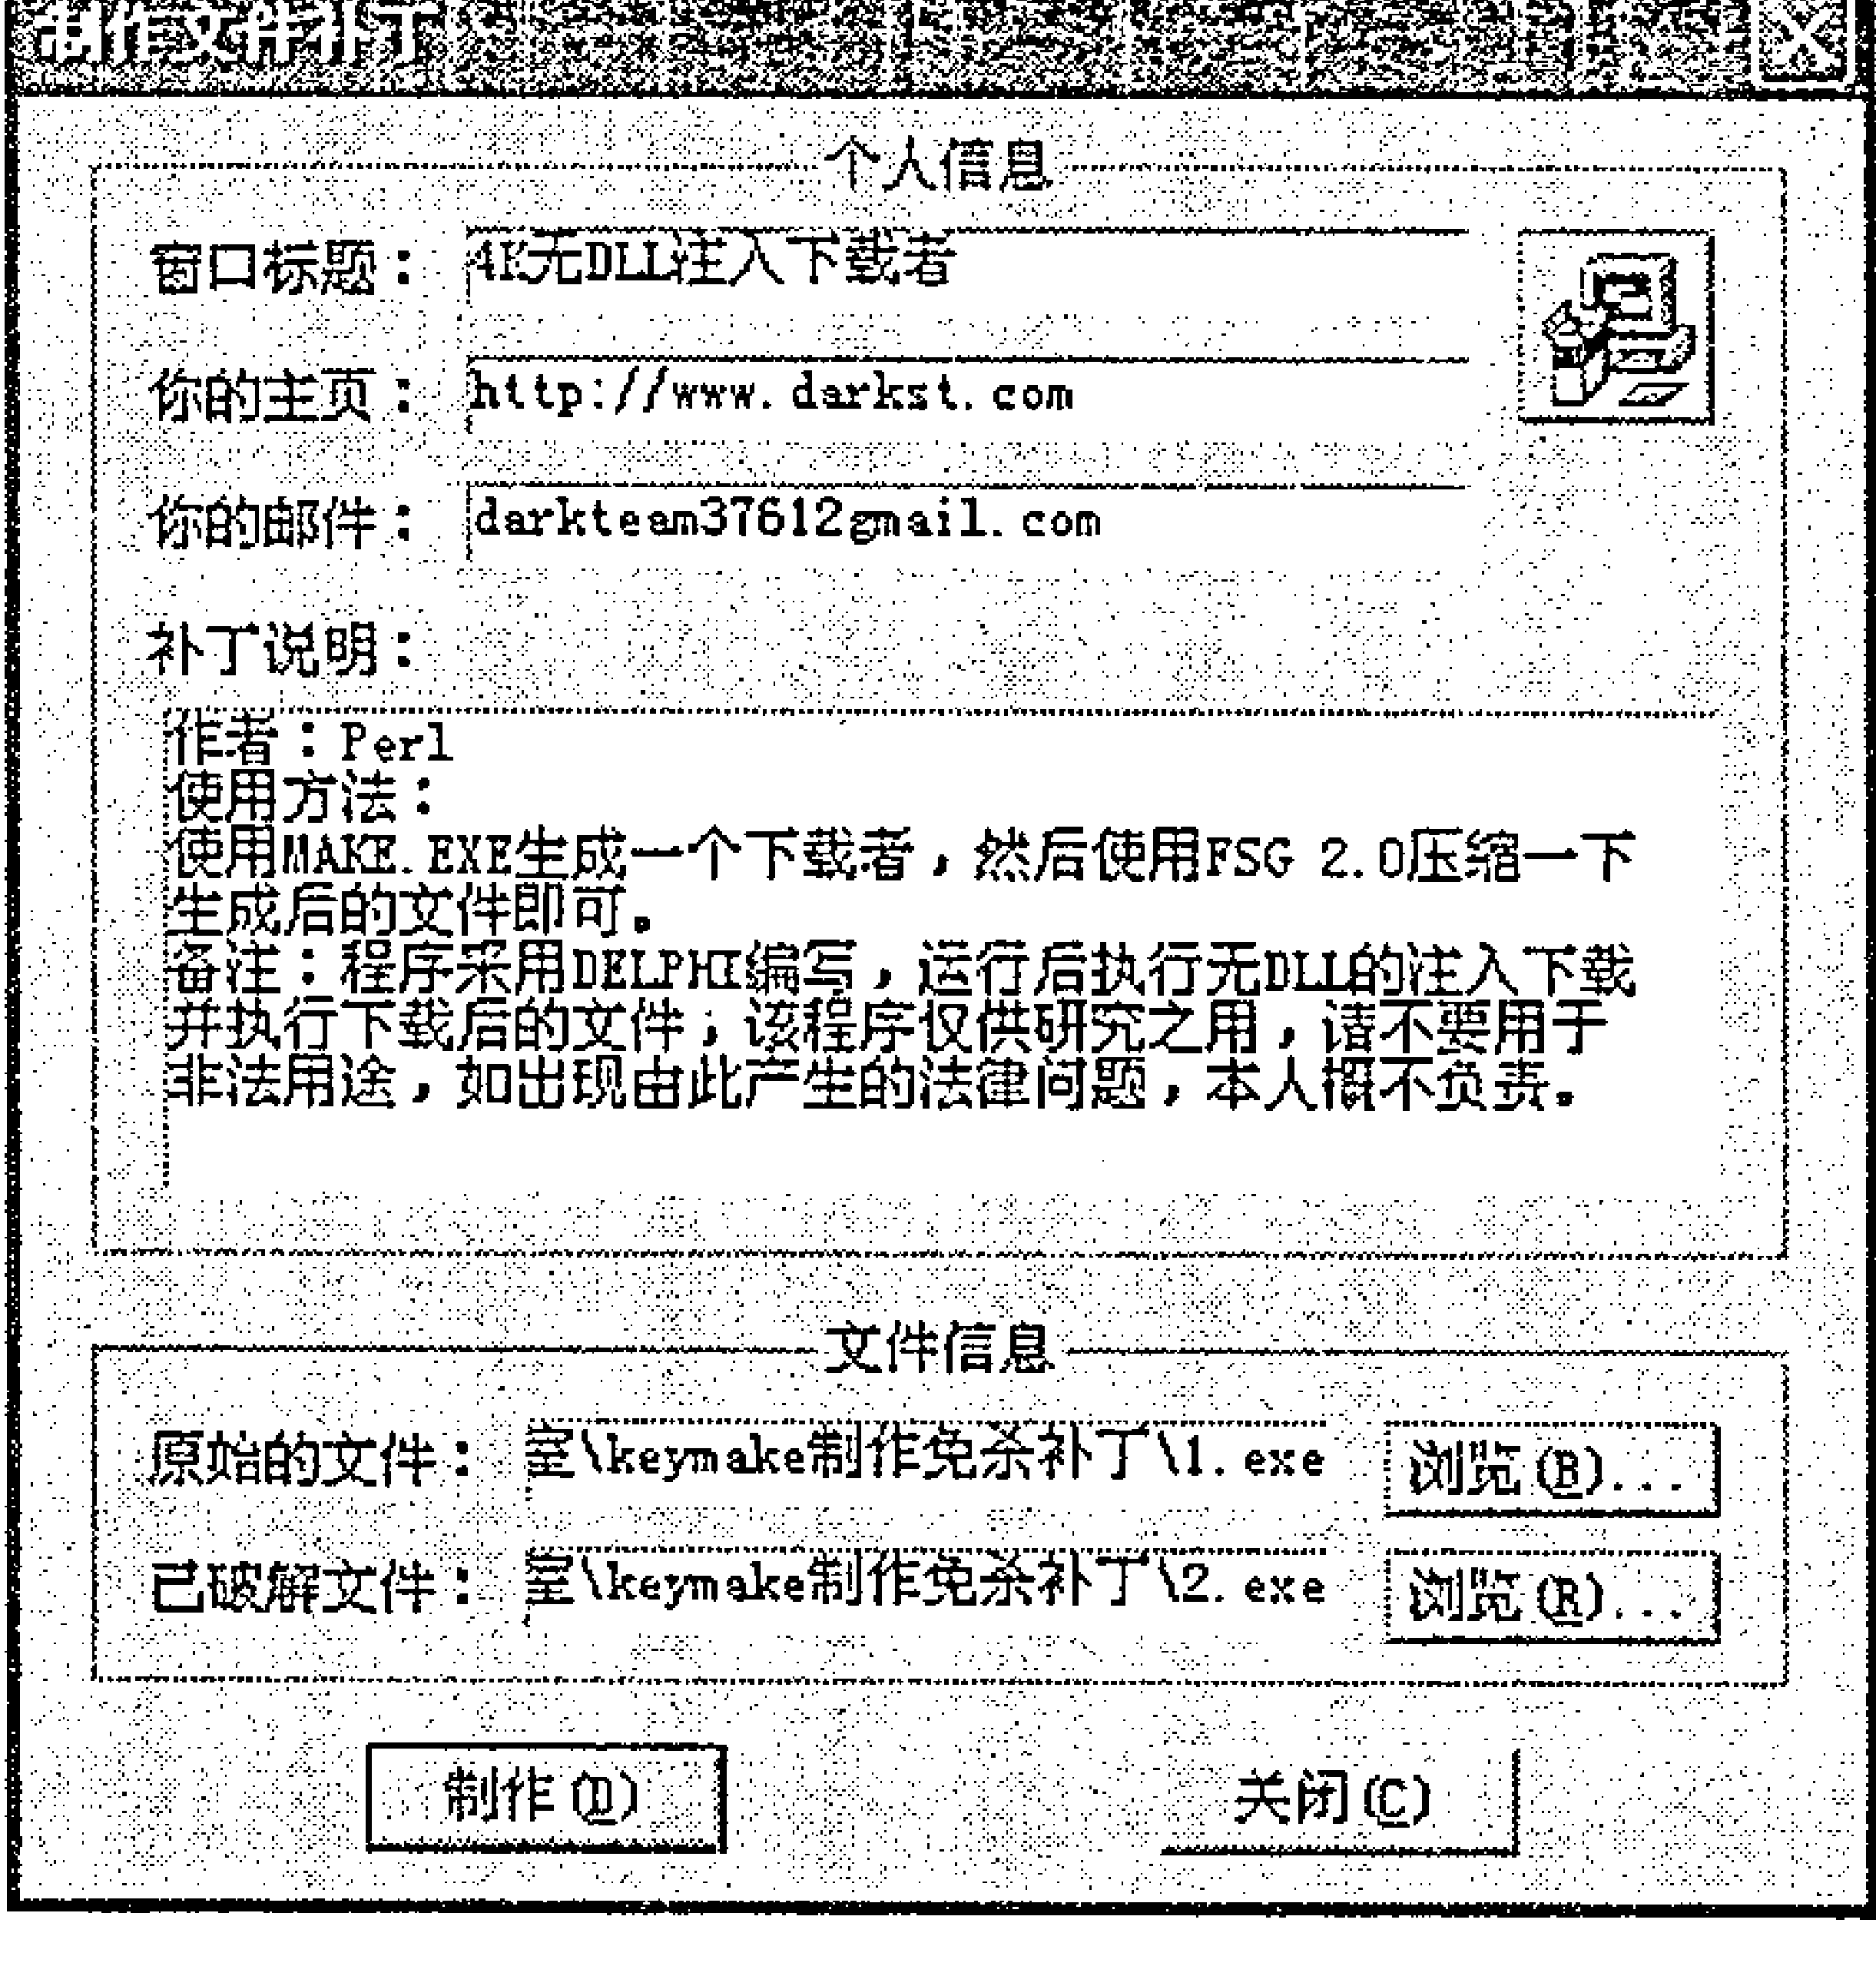 制作文件补丁
个人信息
窗口标题：4K无DLL注入下载者
你的主页：http://www.darkst.com
你的邮件：darkteam37612gmail.com
补丁说明：
作者：Perl
使用方法：
使用MAKE.EXE生成一个下载者，然后使用FSG 2.0压缩一下
生成后的文件即可。
备注：程序采用DELPHI编写，运行后执行无DLL的注入下载
并执行下载后的文件；该程序仅供研究之用，请不要用于
非法用途，如出现由此产生的法律问题，本人概不负责。
文件信息
原始的文件：室\keymake制作免杀补丁\1.exe 浏览(B)...
已破解文件：室\keymake制作免杀补丁\2.exe 浏览(R)...
制作(D) 关闭(C)